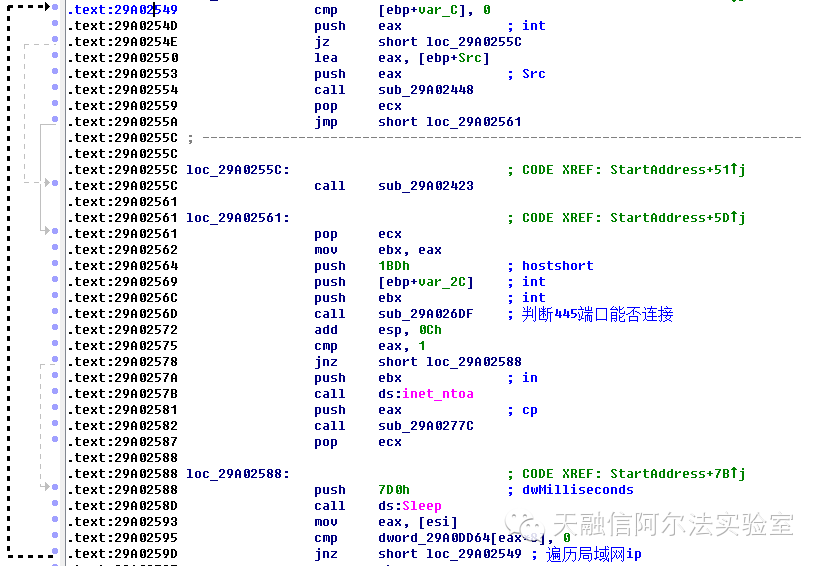 .text:29A02549 cmp [ebp+var_C], 0
.text:29A0254D push eax ; int
.text:29A0254E jz short loc_29A0255C
.text:29A02550 lea eax, [ebp+Src]
.text:29A02553 push eax ; Src
.text:29A02554 call sub_29A02448
.text:29A02559 pop ecx
.text:29A0255A jmp short loc_29A02561
.text:29A0255C ; ---------------------------------------------------------------------------
.text:29A0255C
.text:29A0255C loc_29A0255C: ; CODE XREF: StartAddress+51↑j
.text:29A0255C call sub_29A02423
.text:29A02561
.text:29A02561 loc_29A02561: ; CODE XREF: StartAddress+5D↑j
.text:29A02561 pop ecx
.text:29A02562 mov ebx, eax
.text:29A02564 push 1BDh ; hostshort
.text:29A02569 push [ebp+var_2C] ; int
.text:29A0256C push ebx ; int
.text:29A0256D call sub_29A026DF ; 判断445端口能否连接
.text:29A02572 add esp, 0Ch
.text:29A02575 cmp eax, 1
.text:29A02578 jnz short loc_29A02588
.text:29A0257A push ebx ; in
.text:29A0257B call ds:inet_ntoa
.text:29A02581 push eax ; cp
.text:29A02582 call sub_29A0277C
.text:29A02587 pop ecx
.text:29A02588
.text:29A02588 loc_29A02588: ; CODE XREF: StartAddress+7B↑j
.text:29A02588 push 7D0h ; dwMilliseconds
.text:29A0258D call ds:Sleep
.text:29A02593 mov eax, [esi]
.text:29A02595 cmp dword_29A0DD64[eax*8], 0
.text:29A0259D jnz short loc_29A02549 ; 遍历局域网ip
天融信阿尔法实验室